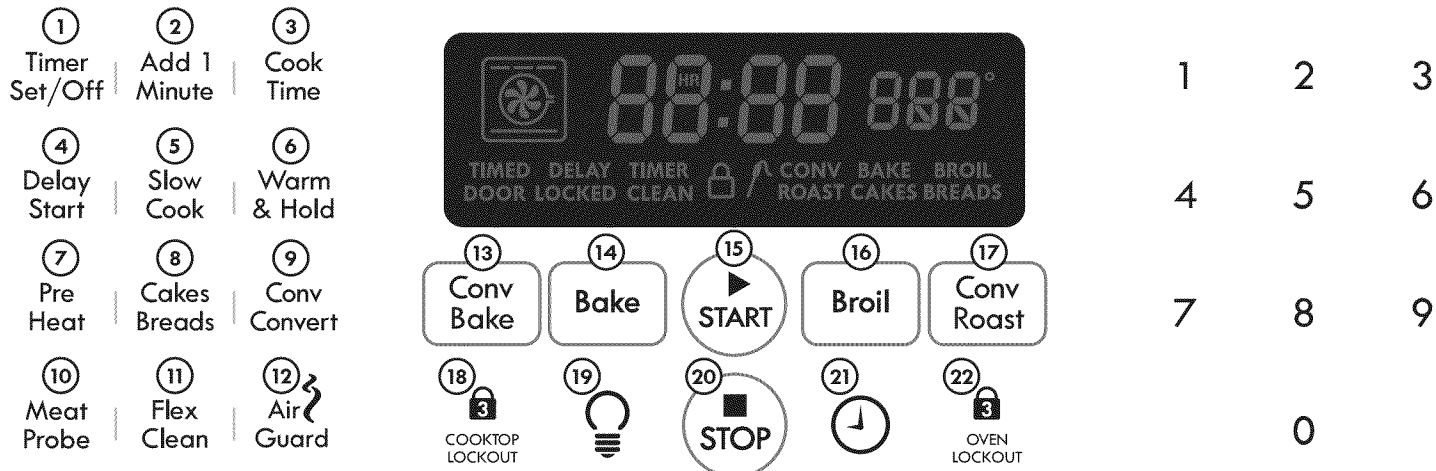 1
Timer
Set/Off
2
Add 1
Minute
3
Cook
Time
4
Delay
Start
5
Slow
Cook
6
Warm
& Hold
7
Pre
Heat
8
Cakes
Breads
9
Conv
Convert
10
Meat
Probe
11
Flex
Clean
12
Air
Guard
88:88 888°
HR
TIMED DELAY TIMER CONV BAKE BROIL
DOOR LOCKED CLEAN ROAST CAKES BREADS
13
Conv
Bake
14
Bake
15
START
16
Broil
17
Conv
Roast
18
3
COOKTOP
LOCKOUT
19
20
STOP
21
22
3
OVEN
LOCKOUT
1 2 3
4 5 6
7 8 9
0